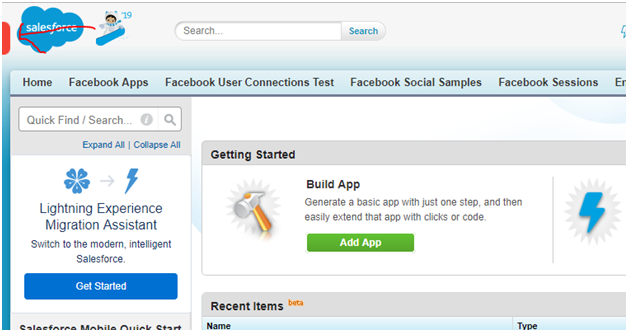 salesforce
'19
Search...
Search
Home Facebook Apps Facebook User Connections Test Facebook Social Samples Facebook Sessions
Quick Find / Search...
Expand All | Collapse All
Lightning Experience
Migration Assistant
Switch to the modern, intelligent
Salesforce.
Get Started
Salesforce Mobile Quick Start
Getting Started
Build App
Generate a basic app with just one step, and then
easily extend that app with clicks or code.
Add App
Recent Items beta
Name Type